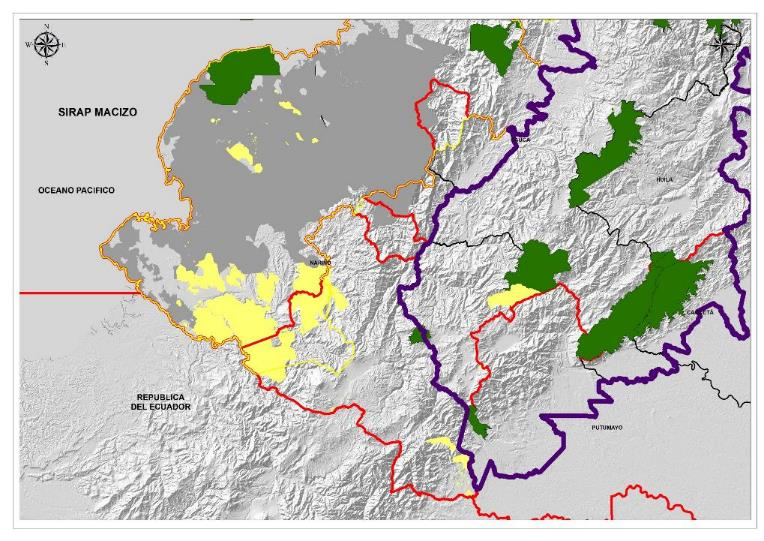 N
W E
S
SIRAP MACIZO
OCEANO PACIFICO
HUILA
NARIÑO
CAQUETA
REPUBLICA
DEL ECUADOR
PUTUMAYO